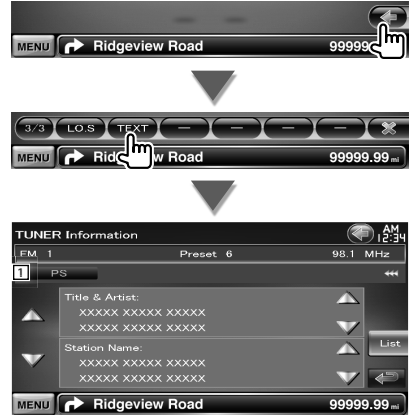 MENU Ridgeview Road 99999
3/3 LO.S TEXT — — — —
MENU Ridgeview Road 99999.99 mi
TUNER Information AM 12:34
FM 1 Preset 6 98.1 MHz
1 PS
Title & Artist:
XXXXX XXXXX XXXXX
XXXXX XXXXX XXXXX
List
Station Name:
XXXXX XXXXX XXXXX
XXXXX XXXXX XXXXX
MENU Ridgeview Road 99999.99 mi